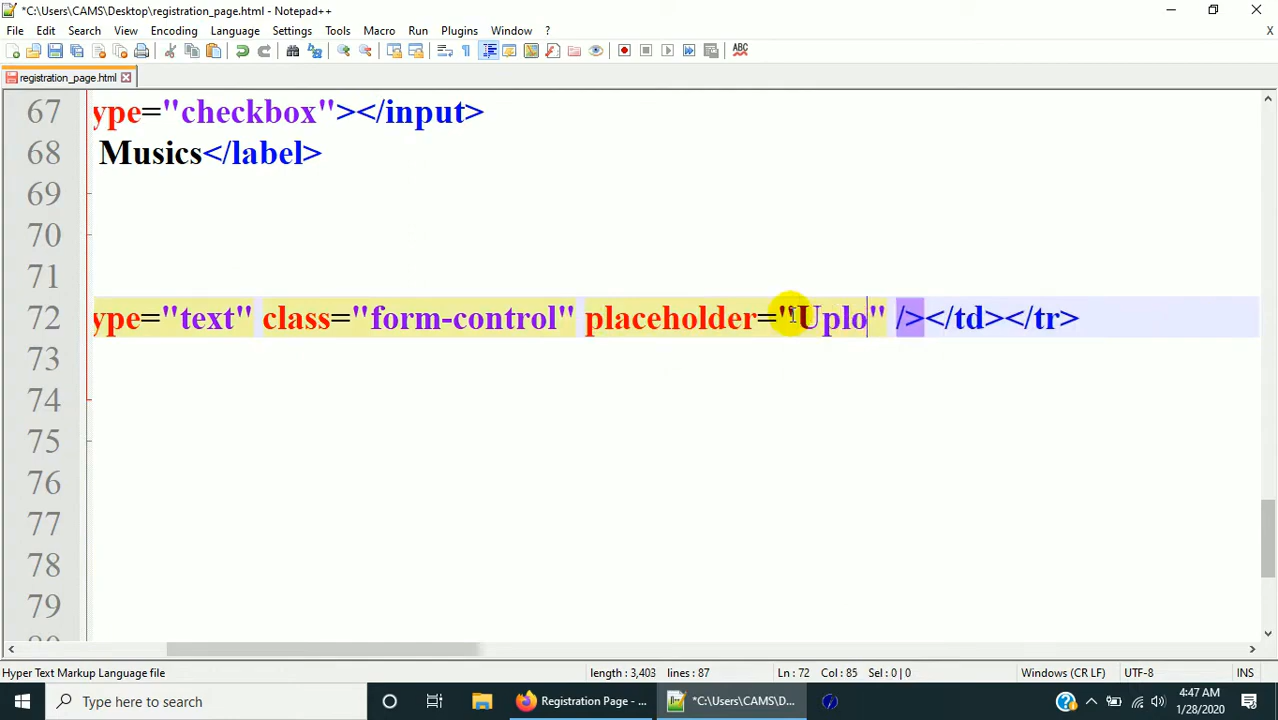 *C:\Users\CAMS\Desktop\registration_page.html - Notepad++
File Edit Search View Encoding Language Settings Tools Macro Run Plugins Window ? X
registration_page.html
67 ype="checkbox"></input>
68 Musics</label>
69
70
71
72 ype="text" class="form-control" placeholder="Uplo" /></td></tr>
73
74
75
76
77
78
79
Hyper Text Markup Language file length : 3,403 lines : 87 Ln : 72 Col : 85 Sel : 0 | 0 Windows (CR LF) UTF-8 INS
Type here to search Registration Page - ... *C:\Users\CAMS\D... 4:47 AM
1/28/2020